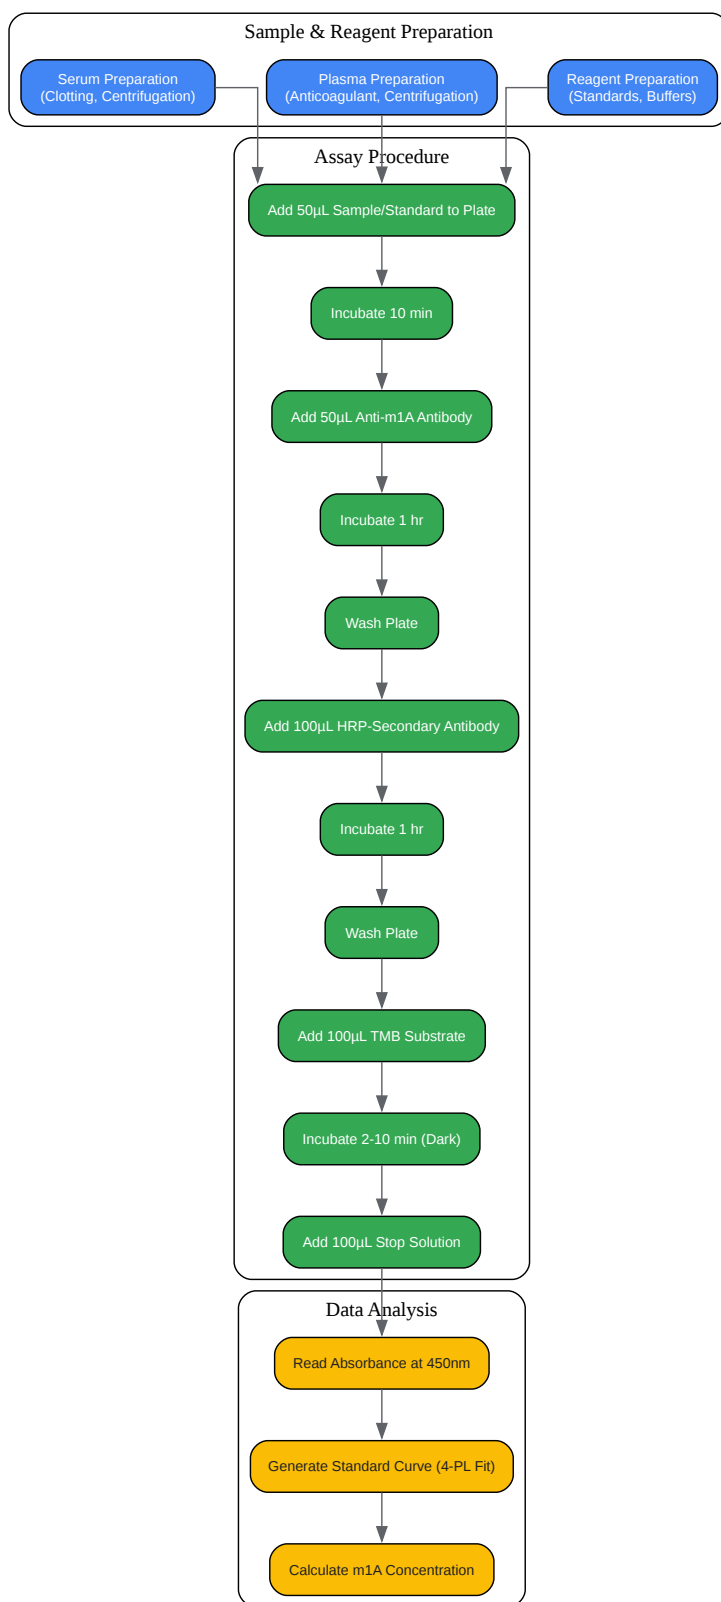 Sample & Reagent Preparation
Serum Preparation
(Clotting, Centrifugation)
Plasma Preparation
(Anticoagulant, Centrifugation)
Reagent Preparation
(Standards, Buffers)
Assay Procedure
Add 50µL Sample/Standard to Plate
Incubate 10 min
Add 50µL Anti-m1A Antibody
Incubate 1 hr
Wash Plate
Add 100µL HRP-Secondary Antibody
Incubate 1 hr
Wash Plate
Add 100µL TMB Substrate
Incubate 2-10 min (Dark)
Add 100µL Stop Solution
Data Analysis
Read Absorbance at 450nm
Generate Standard Curve (4-PL Fit)
Calculate m1A Concentration